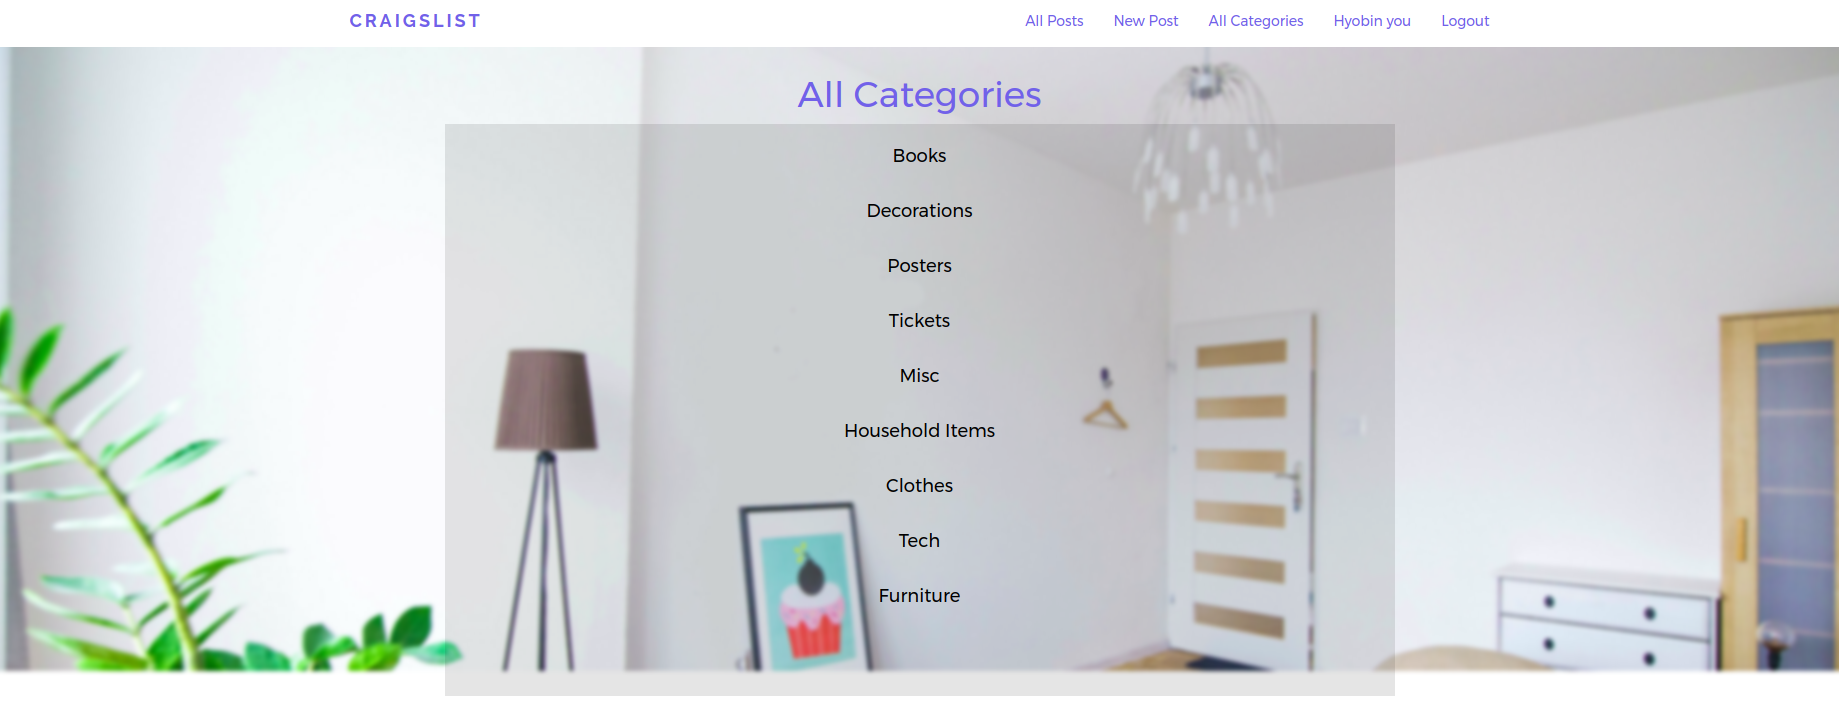 CRAIGSLIST All Posts New Post All Categories Hyobin you Logout
All Categories
Books
Decorations
Posters
Tickets
Misc
Household Items
Clothes
Tech
Furniture